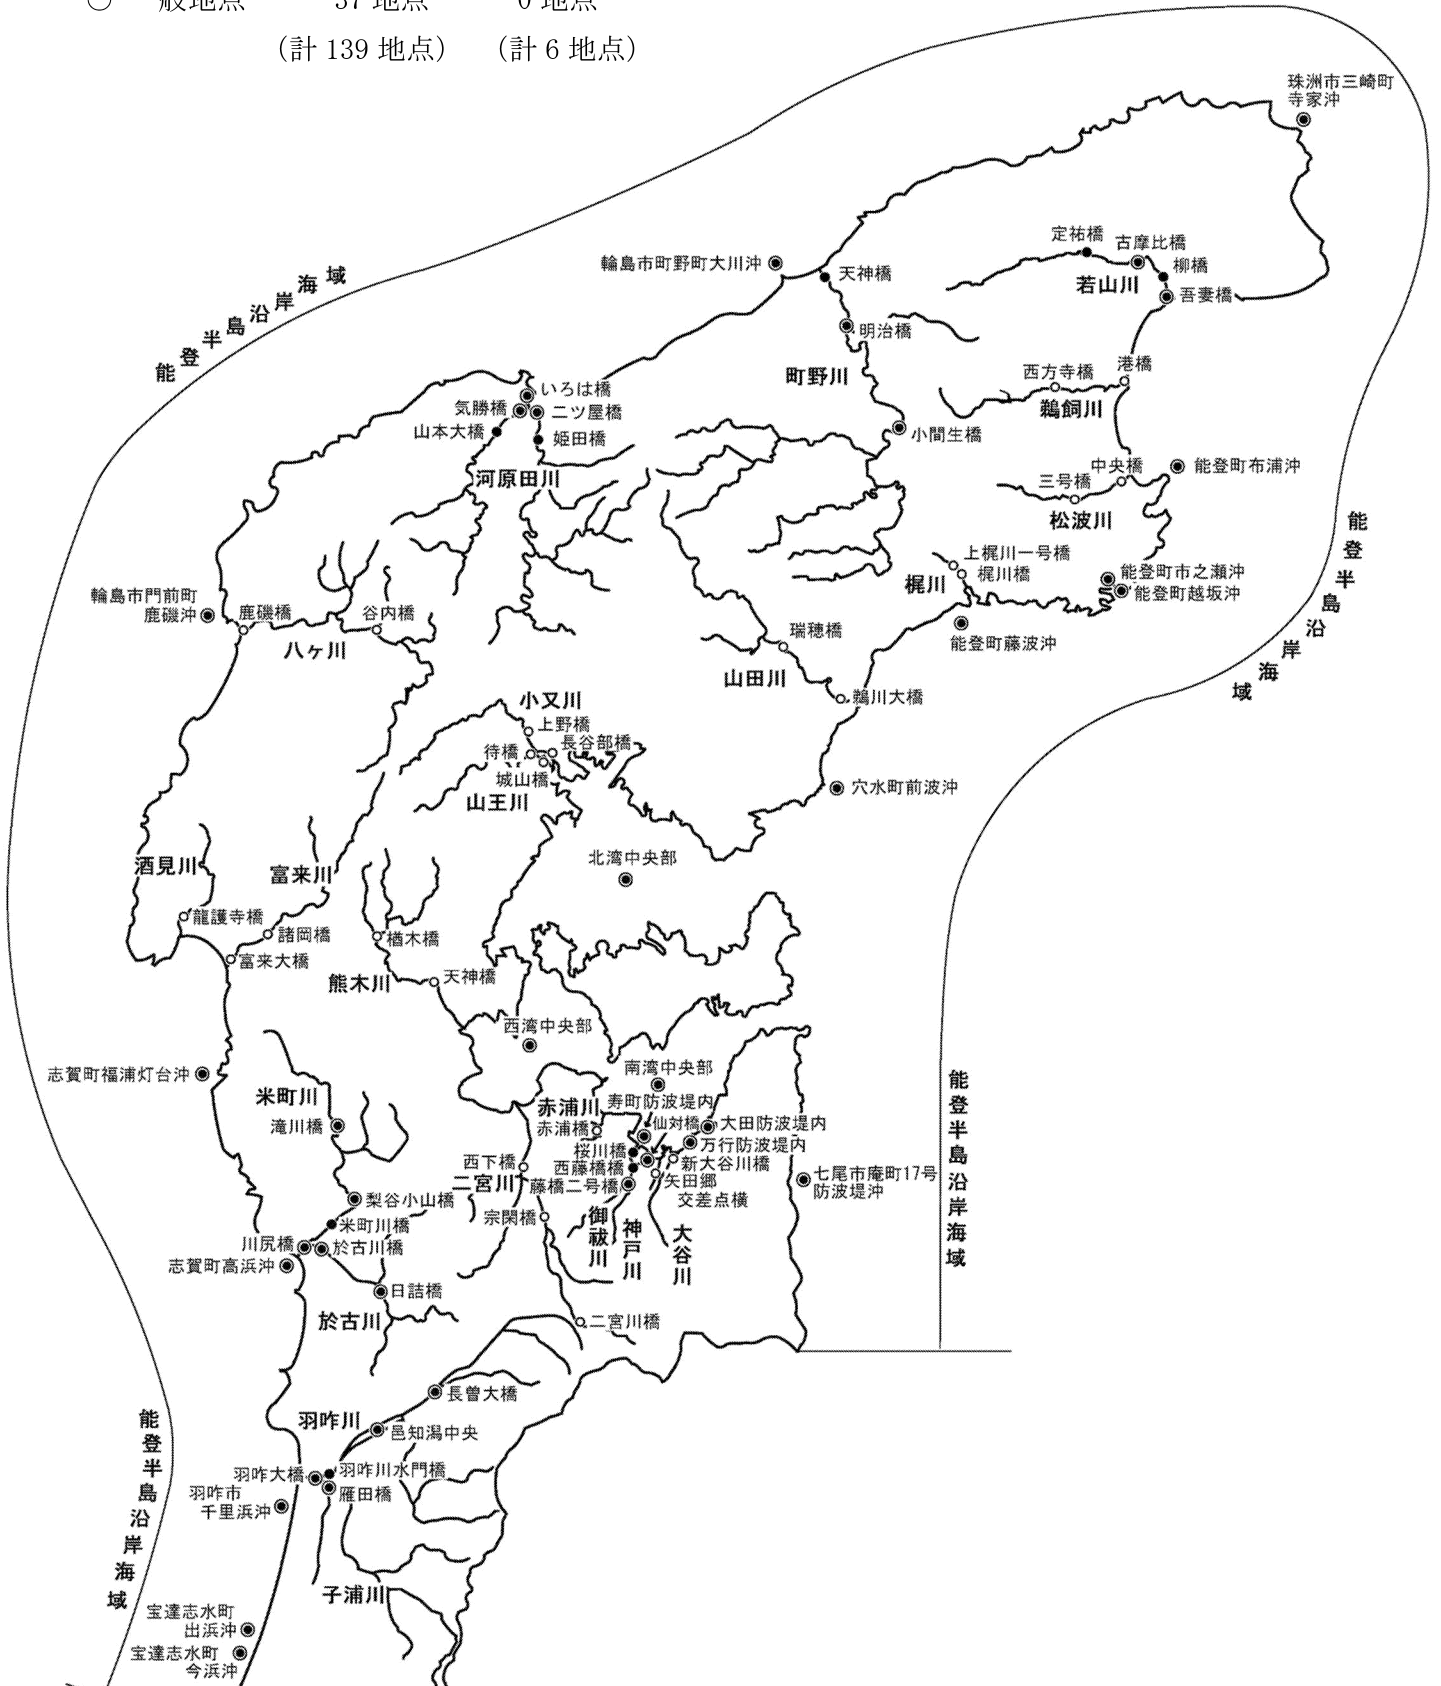 ○ 一般地点 37 地点 0 地点
(計 139 地点) (計 6 地点)
珠洲市三崎町
寺家沖
定祐橋
古摩比橋
柳橋
若山川
吾妻橋
輪島市町野町大川沖
天神橋
明治橋
町野川
能登半島沿岸海域
西方寺橋
港橋
鵜飼川
いろは橋
気勝橋
二ツ屋橋
山本大橋
姫田橋
河原田川
小間生橋
中央橋
能登町布浦沖
三号橋
松波川
能登半島沿岸海域
上梶川一号橋
梶川橋
梶川
能登町市之瀬沖
能登町越坂沖
能登町藤波沖
輪島市門前町
鹿磯沖
鹿磯橋
谷内橋
八ヶ川
瑞穂橋
山田川
鵜川大橋
小又川
上野橋
待橋
長谷部橋
城山橋
山王川
穴水町前波沖
北湾中央部
酒見川
富来川
龍護寺橋
諸岡橋
富来大橋
楢木橋
熊木川
天神橋
西湾中央部
志賀町福浦灯台沖
米町川
滝川橋
南湾中央部
赤浦川
寿町防波堤内
赤浦橋
仙対橋
大田防波堤内
万行防波堤内
桜川橋
西藤橋橋
新大谷川橋
藤橋二号橋
矢田郷
交差点横
西下橋
二宮川
宗閑橋
御祓川
神戸川
大谷川
七尾市庵町17号
防波堤沖
能登半島沿岸海域
梨谷小山橋
米町川橋
川尻橋
於古川橋
志賀町高浜沖
日詰橋
於古川
二宮川橋
長曽大橋
羽咋川
邑知潟中央
羽咋大橋
羽咋川水門橋
雁田橋
羽咋市
千里浜沖
子浦川
能登半島沿岸海域
宝達志水町
出浜沖
宝達志水町
今浜沖